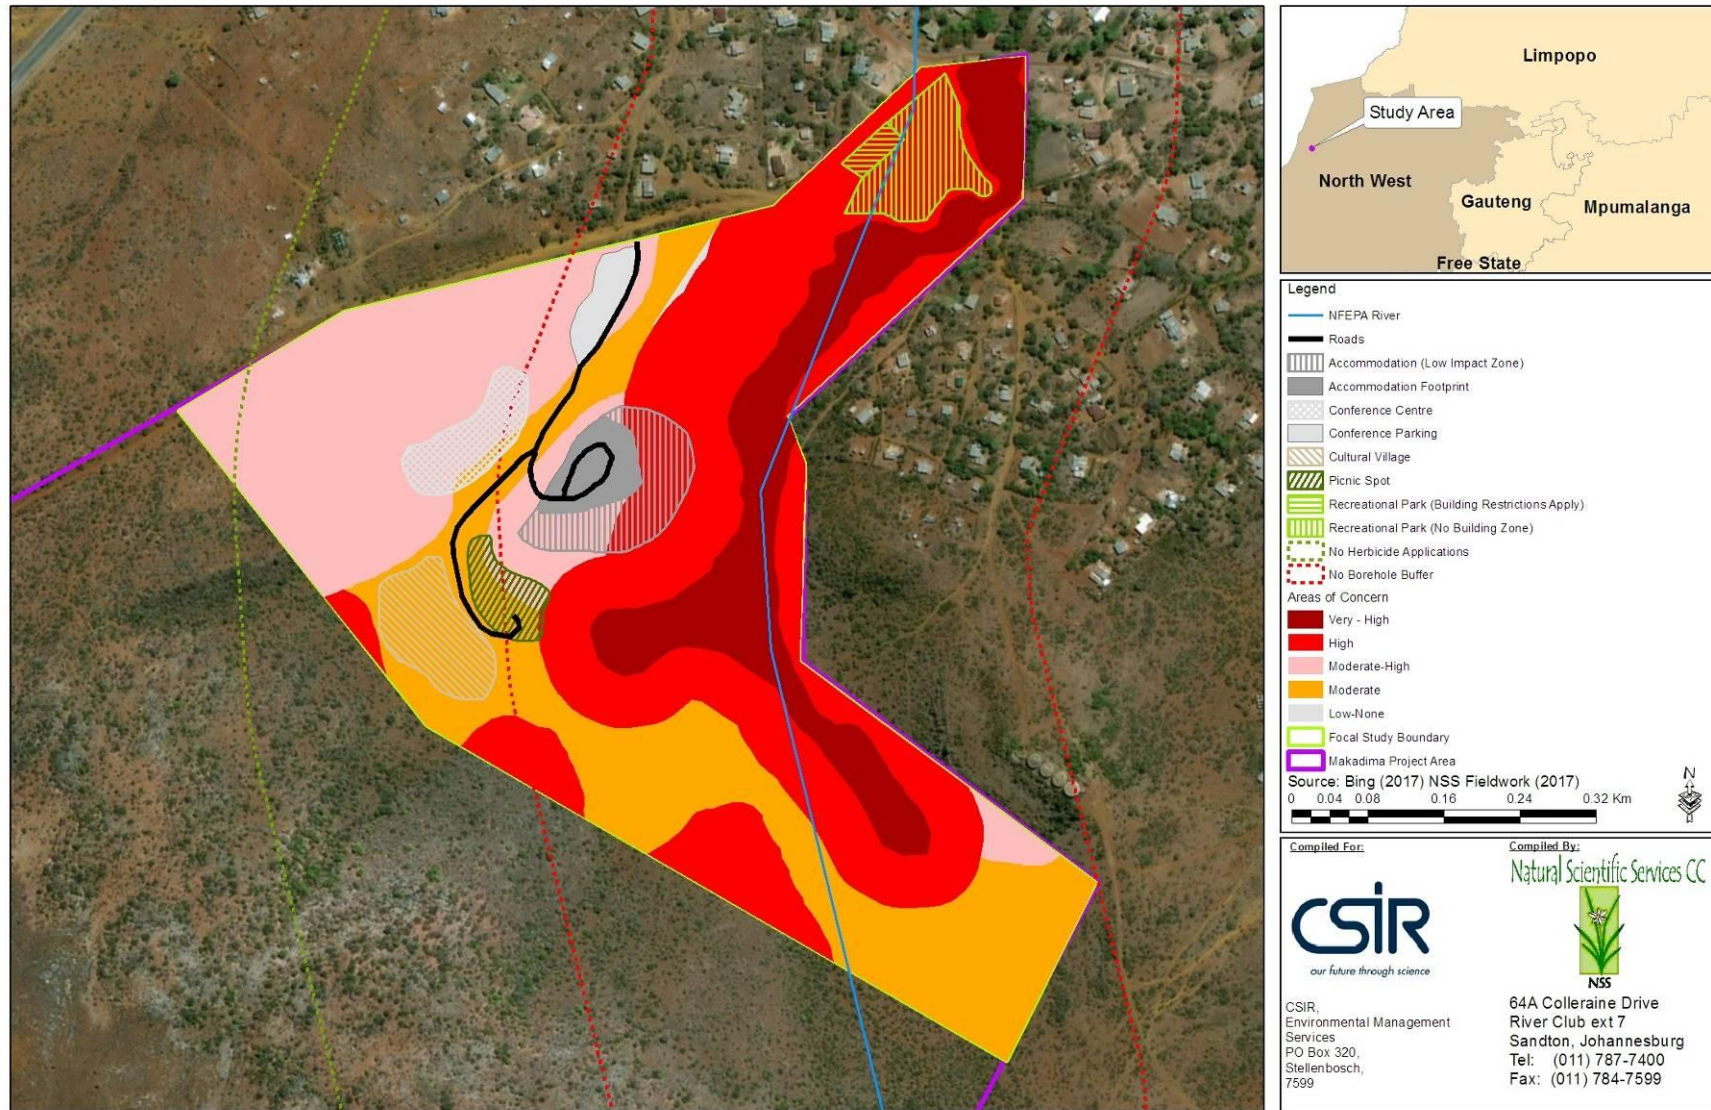 Limpopo
Study Area
North West
Gauteng
Mpumalanga
Free State
Legend
NFEPA River
Roads
Accommodation (Low Impact Zone)
Accommodation Footprint
Conference Centre
Conference Parking
Cultural Village
Picnic Spot
Recreational Park (Building Restrictions Apply)
Recreational Park (No Building Zone)
No Herbicide Applications
No Borehole Buffer
Areas of Concern
Very - High
High
Moderate-High
Moderate
Low-None
Focal Study Boundary
Makadima Project Area
Source: Bing (2017) NSS Fieldwork (2017)
0 0.04 0.08 0.16 0.24 0.32 Km
N
Compiled For:
CSIR
our future through science
CSIR,
Environmental Management
Services
PO Box 320,
Stellenbosch,
7599
Compiled By:
Natural Scientific Services CC
NSS
64A Colleraine Drive
River Club ext 7
Sandton, Johannesburg
Tel: (011) 787-7400
Fax: (011) 784-7599